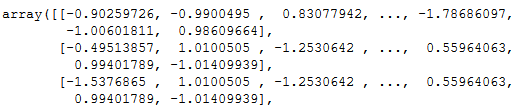 array([[-0.90259726, -0.9900495 , 0.83077942, ..., -1.78686097,
-1.00601811, 0.98609664],
[-0.49513857, 1.0100505 , -1.2530642 , ..., 0.55964063,
0.99401789, -1.01409939],
[-1.5376865 , 1.0100505 , -1.2530642 , ..., 0.55964063,
0.99401789, -1.01409939],